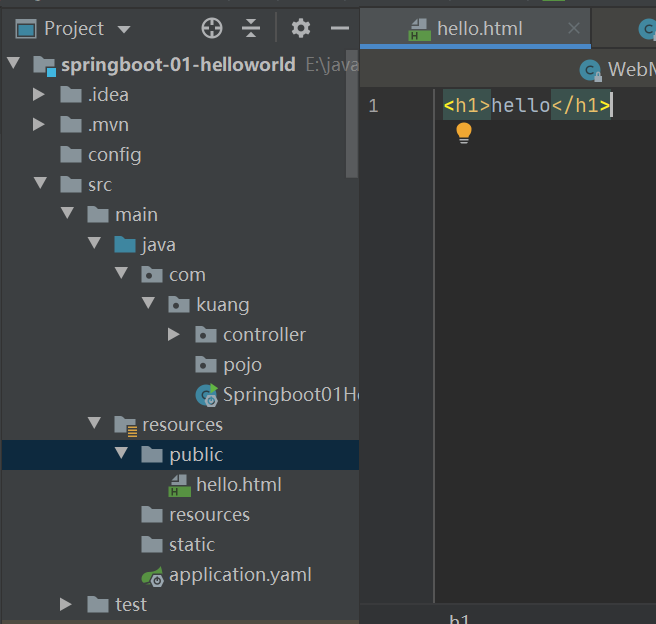 Project
hello.html
springboot-01-helloworld E:\java
WebM
.idea
1 <h1>hello</h1>
.mvn
config
src
main
java
com
kuang
controller
pojo
Springboot01He
resources
public
hello.html
resources
static
application.yaml
test
h1